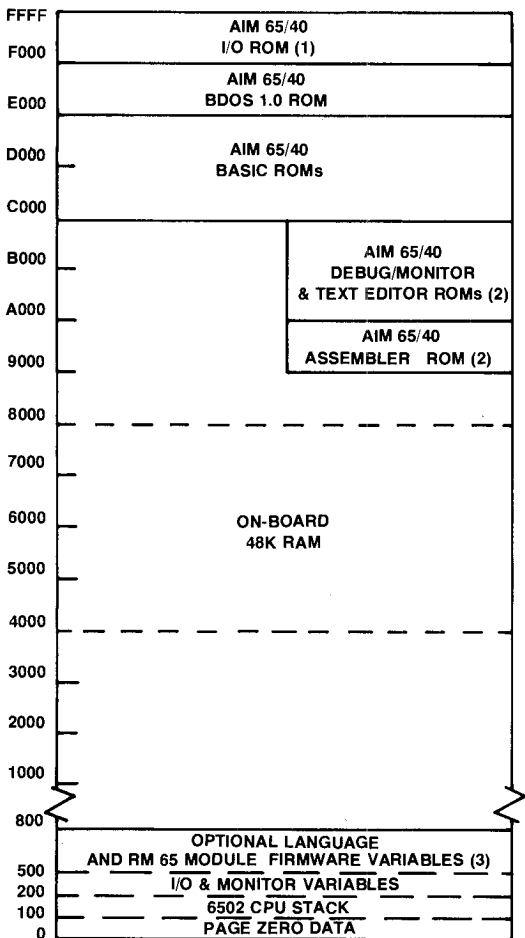 FFFF
AIM 65/40
I/O ROM (1)
F000
AIM 65/40
BDOS 1.0 ROM
E000
AIM 65/40
BASIC ROMs
D000
C000
AIM 65/40
DEBUG/MONITOR
& TEXT EDITOR ROMs (2)
B000
A000
AIM 65/40
ASSEMBLER ROM (2)
9000
8000
7000
6000
ON-BOARD
48K RAM
5000
4000
3000
2000
1000
800
OPTIONAL LANGUAGE
AND RM 65 MODULE FIRMWARE VARIABLES (3)
500
I/O & MONITOR VARIABLES
200
6502 CPU STACK
100
PAGE ZERO DATA
0